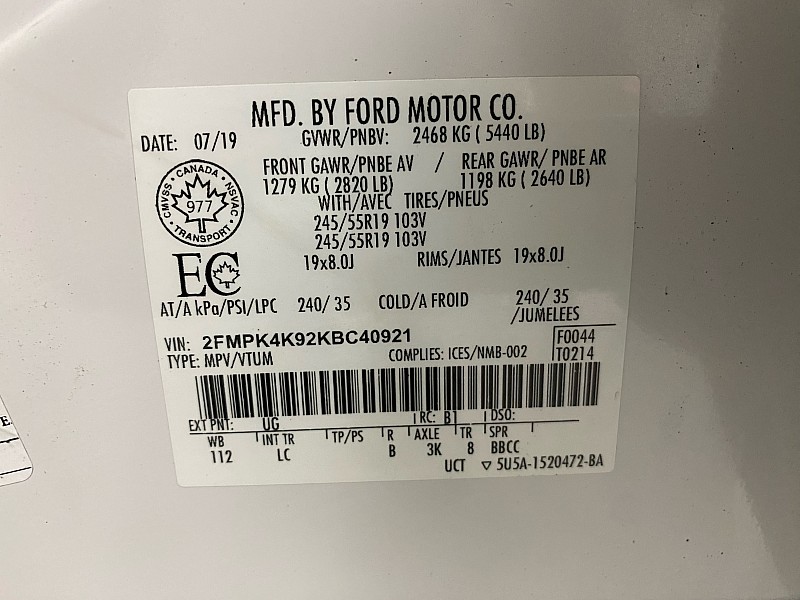 MFD. BY FORD MOTOR CO.
DATE: 07/19 GVWR/PNBV: 2468 KG ( 5440 LB)
FRONT GAWR/PNBE AV / REAR GAWR/ PNBE AR
1279 KG ( 2820 LB) 1198 KG ( 2640 LB)
WITH/AVEC TIRES/PNEUS
245/55R19 103V
245/55R19 103V
CMVSS • CANADA • NSVAC • TRANSPORT •
977
EC
19x8.0J RIMS/JANTES 19x8.0J
AT/A kPa/PSI/LPC 240/ 35 COLD/A FROID 240/ 35
/JUMELEES
VIN: 2FMPK4K92KBC40921 F0044
TYPE: MPV/VTUM COMPLIES: ICES/NMB-002 T0214
EXT PNT: UG RC: B1 DSO:
WB INT TR TP/PS R AXLE TR SPR
112 LC B 3K 8 BBCC
UCT ▽ 5U5A-1520472-BA
E.